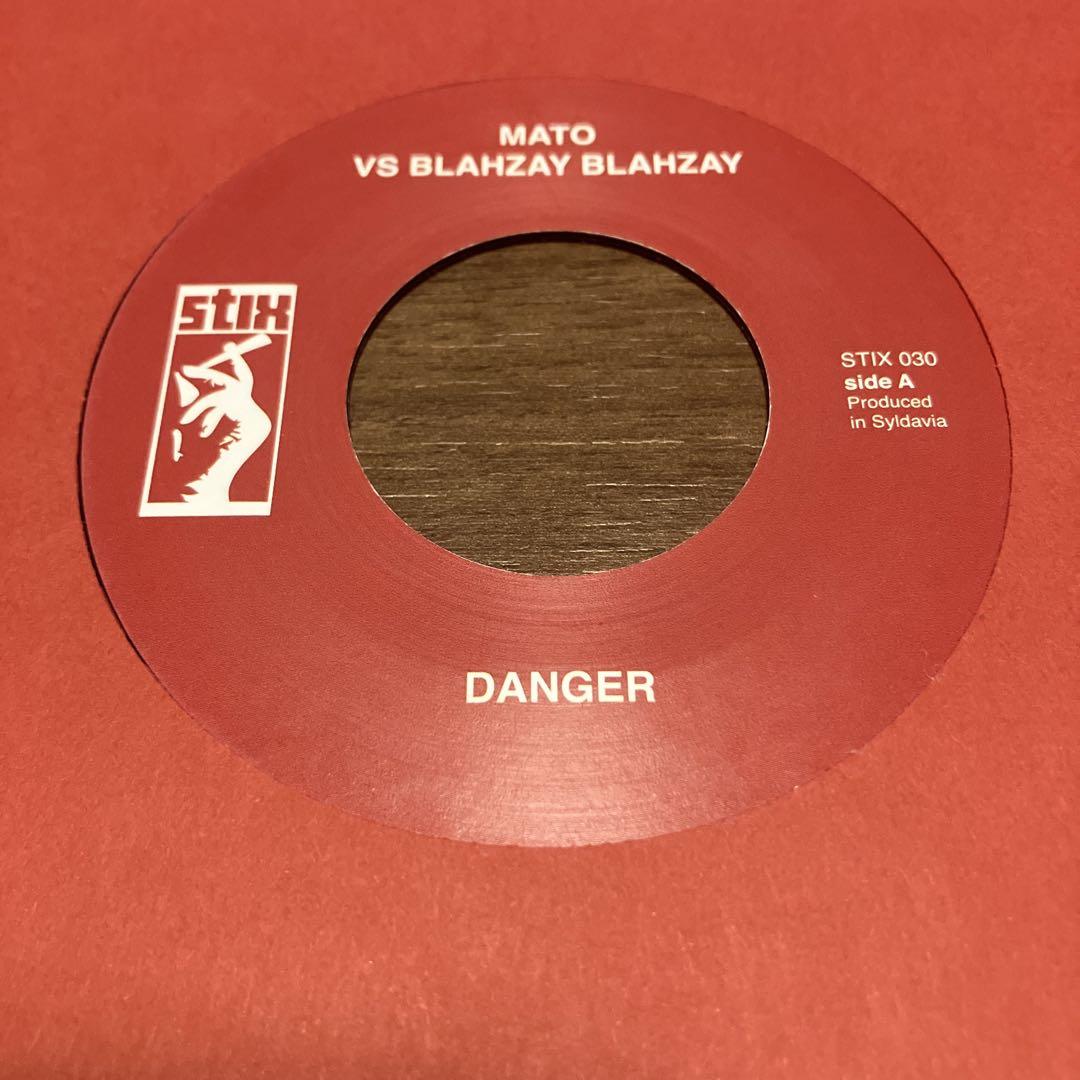 MATO
VS BLAHZAY BLAHZAY
stix
STIX 030
side A
Produced
in Syldavia
DANGER